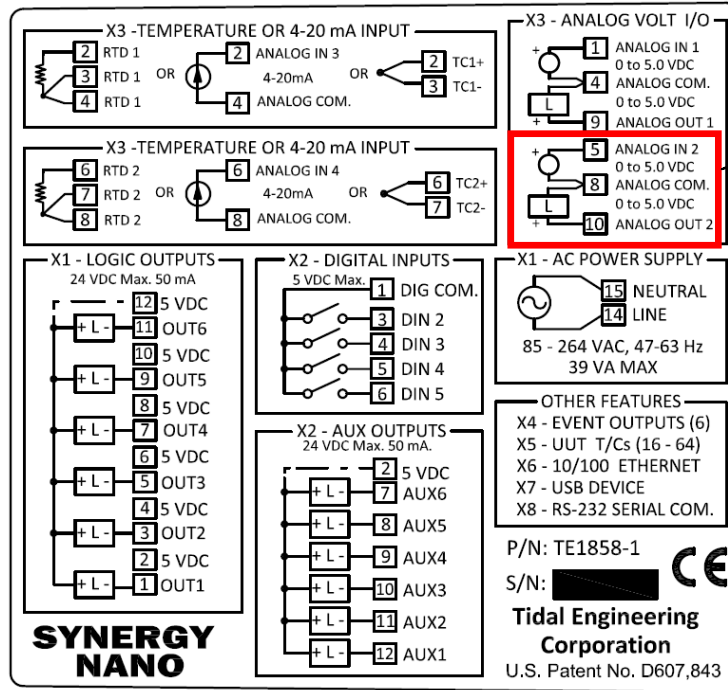 X3 -TEMPERATURE OR 4-20 mA INPUT
2 RTD 1
3 RTD 1
4 RTD 1
OR
2 ANALOG IN 3
4-20mA
4 ANALOG COM.
OR
2 TC1+
3 TC1-
X3 - ANALOG VOLT I/O
+ 1 ANALOG IN 1
0 to 5.0 VDC
4 ANALOG COM.
L 0 to 5.0 VDC
+ 9 ANALOG OUT 1
+ 5 ANALOG IN 2
0 to 5.0 VDC
8 ANALOG COM.
L 0 to 5.0 VDC
+ 10 ANALOG OUT 2
X3 -TEMPERATURE OR 4-20 mA INPUT
6 RTD 2
7 RTD 2
8 RTD 2
OR
6 ANALOG IN 4
4-20mA
8 ANALOG COM.
OR
6 TC2+
7 TC2-
X1 - LOGIC OUTPUTS
24 VDC Max. 50 mA
12 5 VDC
+ L - 11 OUT6
10 5 VDC
+ L - 9 OUT5
8 5 VDC
+ L - 7 OUT4
6 5 VDC
+ L - 5 OUT3
4 5 VDC
+ L - 3 OUT2
2 5 VDC
+ L - 1 OUT1
X2 - DIGITAL INPUTS
5 VDC Max.
1 DIG COM.
3 DIN 2
4 DIN 3
5 DIN 4
6 DIN 5
X1 - AC POWER SUPPLY
15 NEUTRAL
14 LINE
85 - 264 VAC, 47-63 Hz
39 VA MAX
X2 - AUX OUTPUTS
24 VDC Max. 50 mA.
2 5 VDC
+ L - 7 AUX6
+ L - 8 AUX5
+ L - 9 AUX4
+ L - 10 AUX3
+ L - 11 AUX2
+ L - 12 AUX1
OTHER FEATURES
X4 - EVENT OUTPUTS (6)
X5 - UUT T/Cs (16 - 64)
X6 - 10/100 ETHERNET
X7 - USB DEVICE
X8 - RS-232 SERIAL COM.
P/N: TE1858-1
S/N:
CE
SYNERGY
NANO
Tidal Engineering
Corporation
U.S. Patent No. D607,843